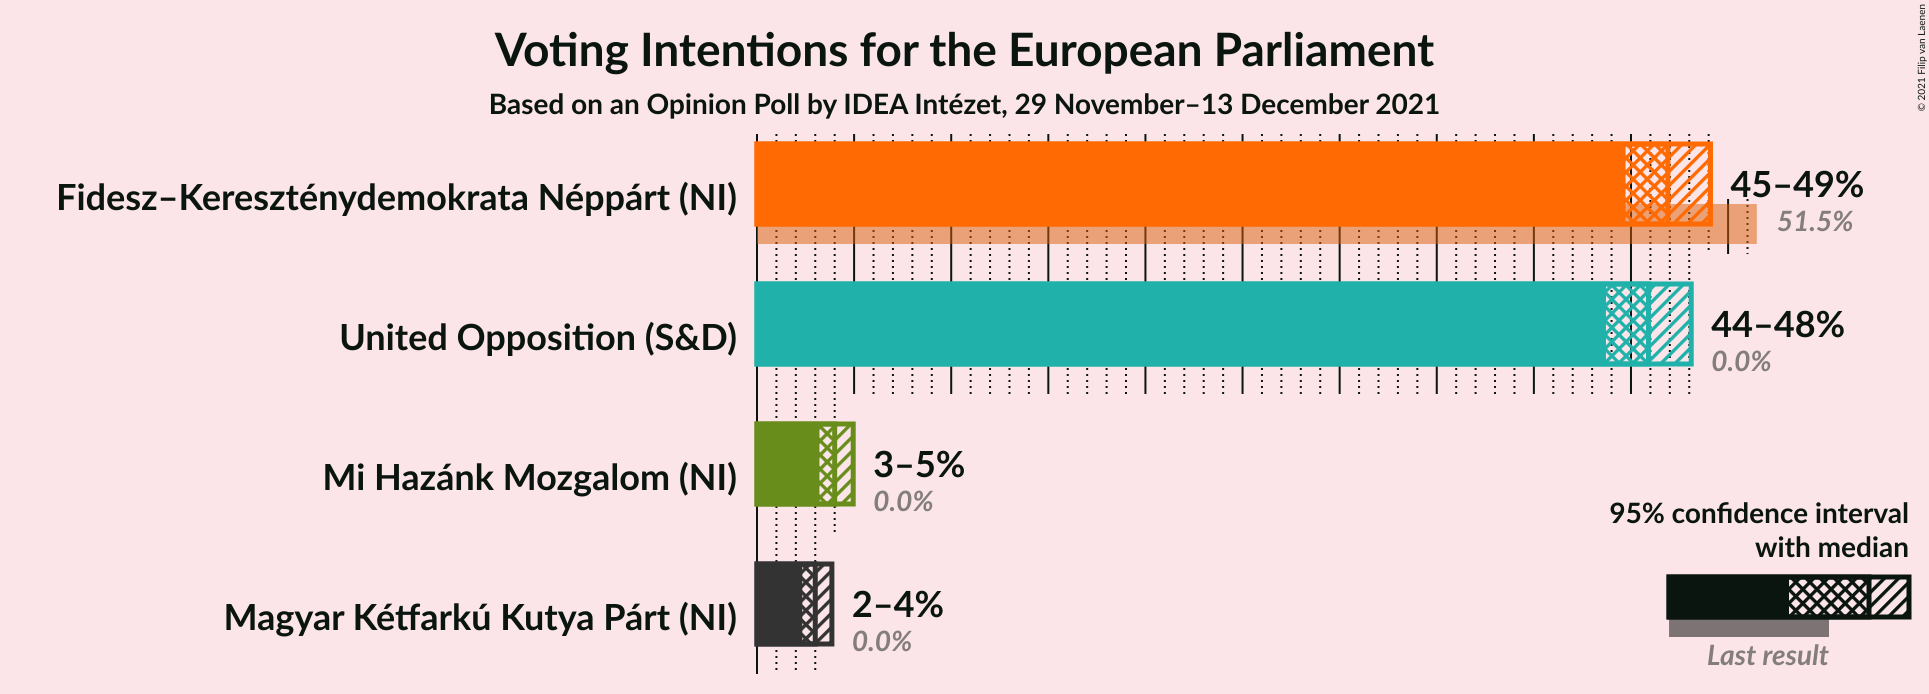 Voting Intentions for the European Parliament
Based on an Opinion Poll by IDEA Intézet, 29 November–13 December 2021
© 2021 Filip van Laenen
Fidesz–Kereszténydemokrata Néppárt (NI)
45–49%
51.5%
United Opposition (S&D)
44–48%
0.0%
Mi Hazánk Mozgalom (NI)
3–5%
0.0%
Magyar Kétfarkú Kutya Párt (NI)
2–4%
0.0%
95% confidence interval
with median
Last result